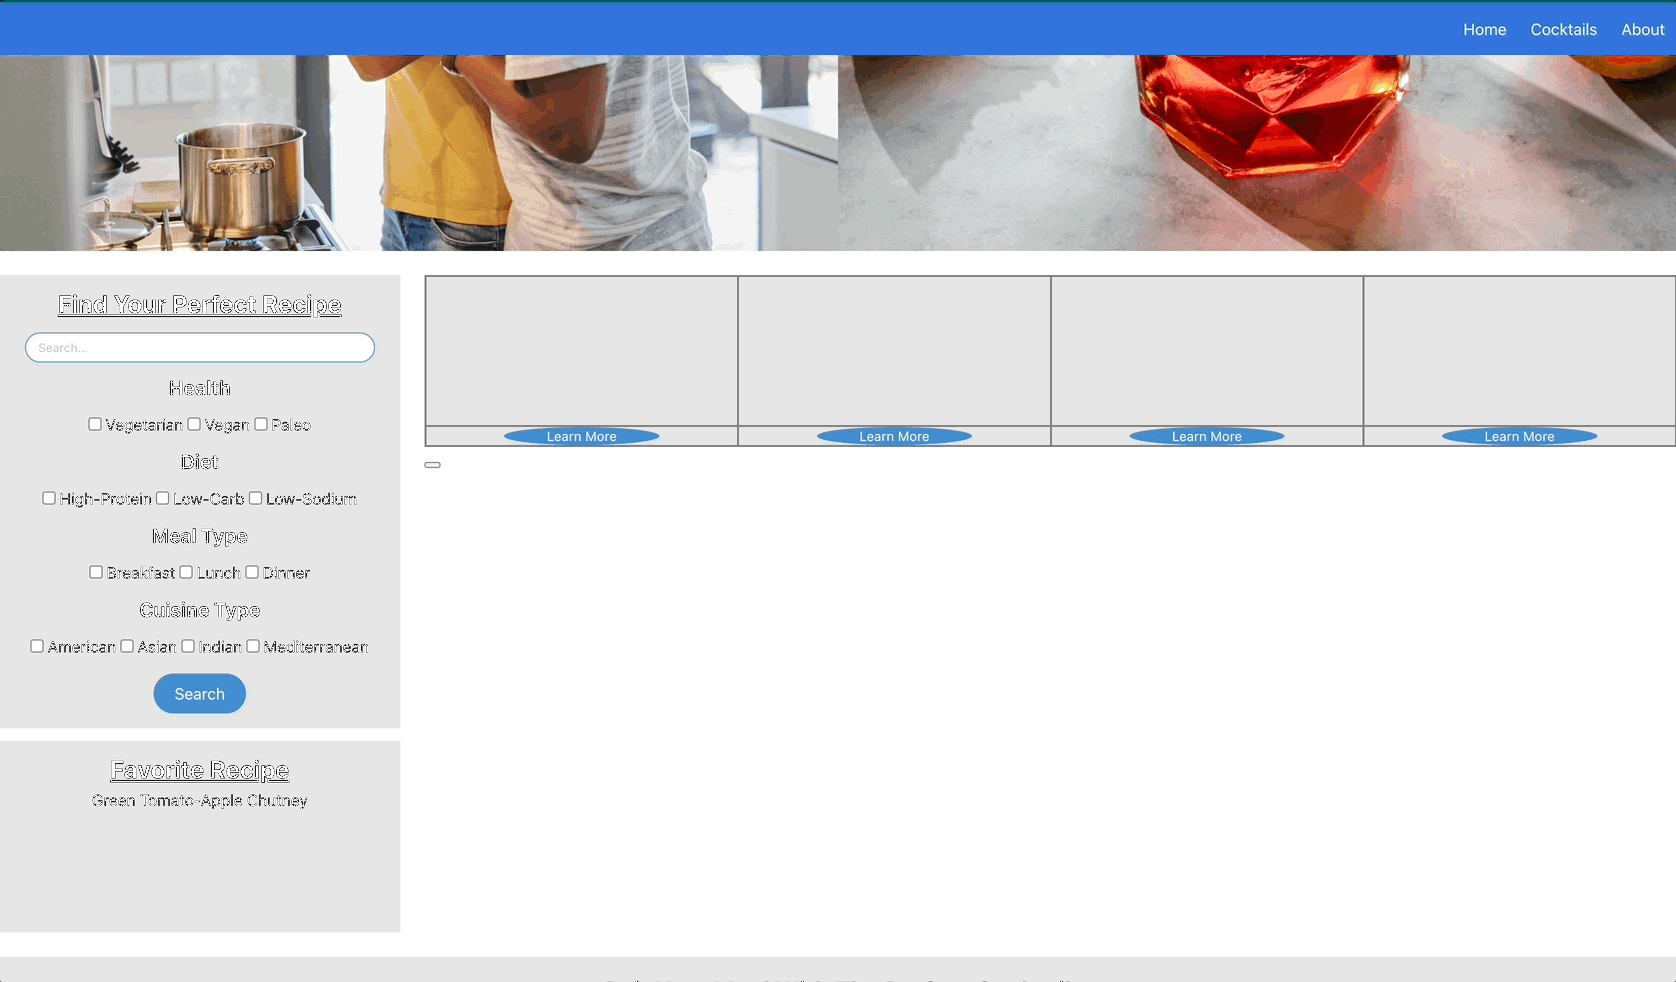 Home Cocktails About
Find Your Perfect Recipe
Search...
Health
Vegetarian Vegan Paleo
Diet
High-Protein Low-Carb Low-Sodium
Meal Type
Breakfast Lunch Dinner
Cuisine Type
American Asian Indian Mediterranean
Search
Learn More Learn More Learn More Learn More
Favorite Recipe
Green Tomato-Apple Chutney